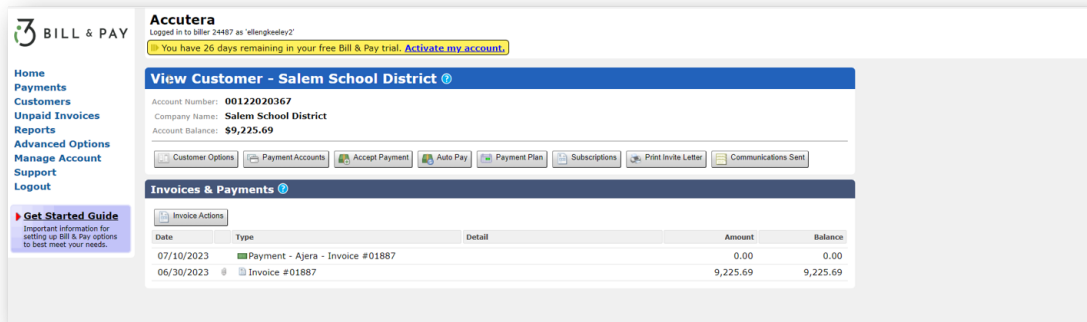 i3 BILL & PAY
Accutera
Logged in to biller 24487 as 'ellengkeeley2'
You have 26 days remaining in your free Bill & Pay trial. Activate my account.
Home
Payments
Customers
Unpaid Invoices
Reports
Advanced Options
Manage Account
Support
Logout
Get Started Guide
Important information for
setting up Bill & Pay options
to best meet your needs.
View Customer - Salem School District ?
Account Number: 00122020367
Company Name: Salem School District
Account Balance: $9,225.69
Customer Options Payment Accounts Accept Payment Auto Pay Payment Plan Subscriptions Print Invite Letter Communications Sent
Invoices & Payments ?
Invoice Actions
Date Type Detail Amount Balance
07/10/2023 Payment - Ajera - Invoice #01887 0.00 0.00
06/30/2023 Invoice #01887 9,225.69 9,225.69